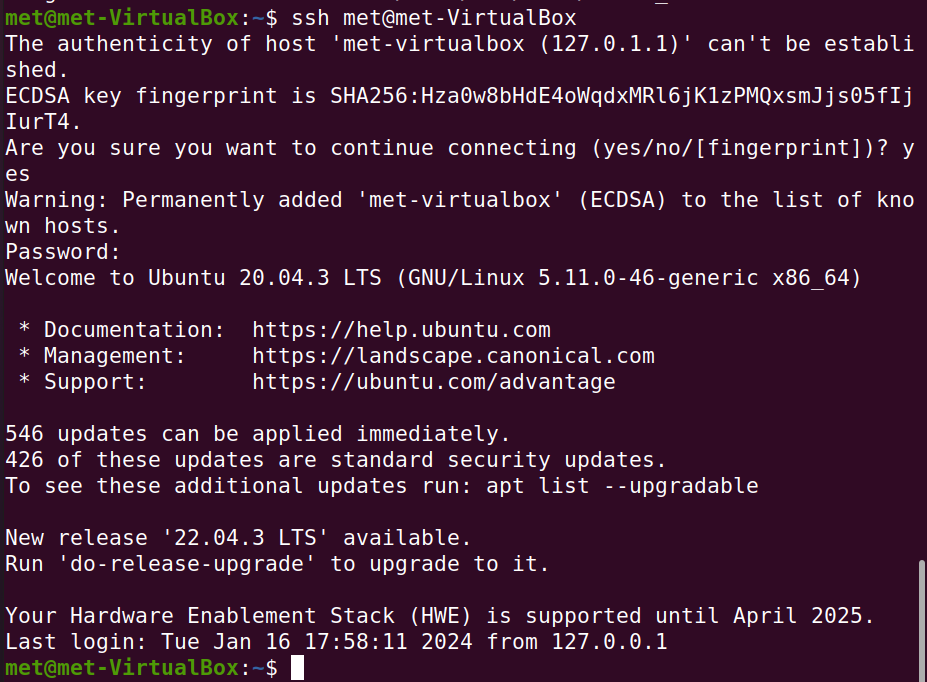 met@met-VirtualBox:~$ ssh met@met-VirtualBox
The authenticity of host 'met-virtualbox (127.0.1.1)' can't be establi
shed.
ECDSA key fingerprint is SHA256:Hza0w8bHdE4oWqdxMRl6jK1zPMQxsmJjs05fIj
IurT4.
Are you sure you want to continue connecting (yes/no/[fingerprint])? y
es
Warning: Permanently added 'met-virtualbox' (ECDSA) to the list of kno
wn hosts.
Password:
Welcome to Ubuntu 20.04.3 LTS (GNU/Linux 5.11.0-46-generic x86_64)

 * Documentation:  https://help.ubuntu.com
 * Management:     https://landscape.canonical.com
 * Support:        https://ubuntu.com/advantage

546 updates can be applied immediately.
426 of these updates are standard security updates.
To see these additional updates run: apt list --upgradable

New release '22.04.3 LTS' available.
Run 'do-release-upgrade' to upgrade to it.

Your Hardware Enablement Stack (HWE) is supported until April 2025.
Last login: Tue Jan 16 17:58:11 2024 from 127.0.0.1
met@met-VirtualBox:~$